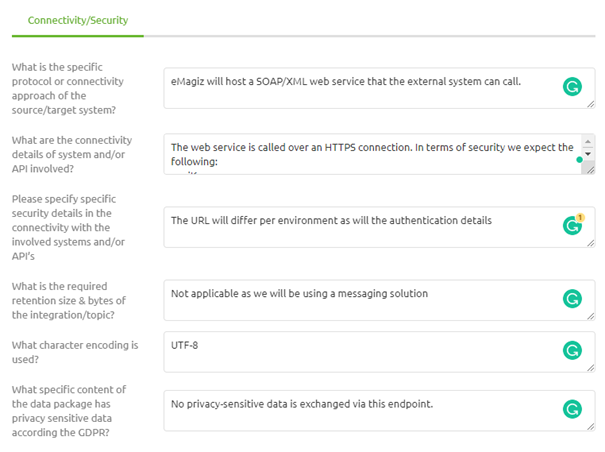 Connectivity/Security
What is the specific
protocol or connectivity
approach of the
source/target system?
eMagiz will host a SOAP/XML web service that the external system can call.
What are the connectivity
details of system and/or
API involved?
The web service is called over an HTTPS connection. In terms of security we expect the
following:
Please specify specific
security details in the
connectivity with the
involved systems and/or
API's
The URL will differ per environment as will the authentication details
1
What is the required
retention size & bytes of
the integration/topic?
Not applicable as we will be using a messaging solution
What character encoding is
used?
UTF-8
What specific content of
the data package has
privacy sensitive data
according the GDPR?
No privacy-sensitive data is exchanged via this endpoint.